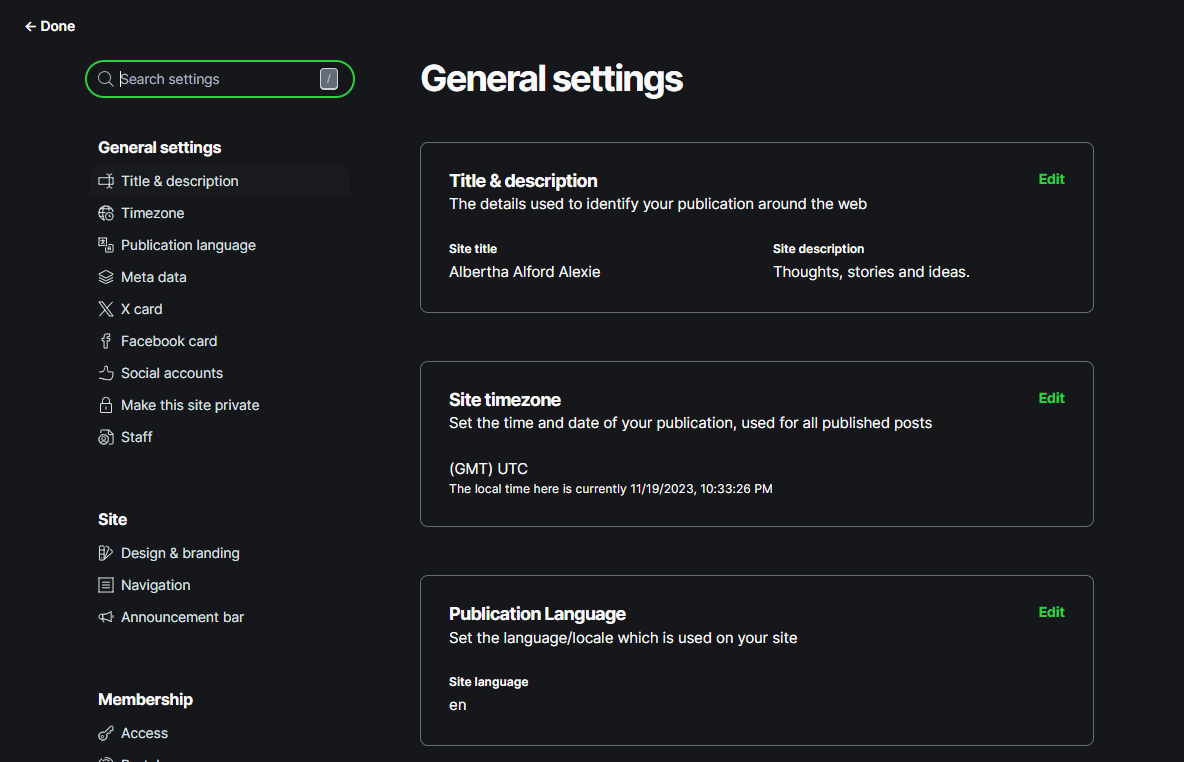 ← Done
Search settings
/
General settings
Title & description
Timezone
Publication language
Meta data
X card
Facebook card
Social accounts
Make this site private
Staff
Site
Design & branding
Navigation
Announcement bar
Membership
Access
General settings
Title & description
Edit
The details used to identify your publication around the web
Site title
Albertha Alford Alexie
Site description
Thoughts, stories and ideas.
Site timezone
Edit
Set the time and date of your publication, used for all published posts
(GMT) UTC
The local time here is currently 11/19/2023, 10:33:26 PM
Publication Language
Edit
Set the language/locale which is used on your site
Site language
en